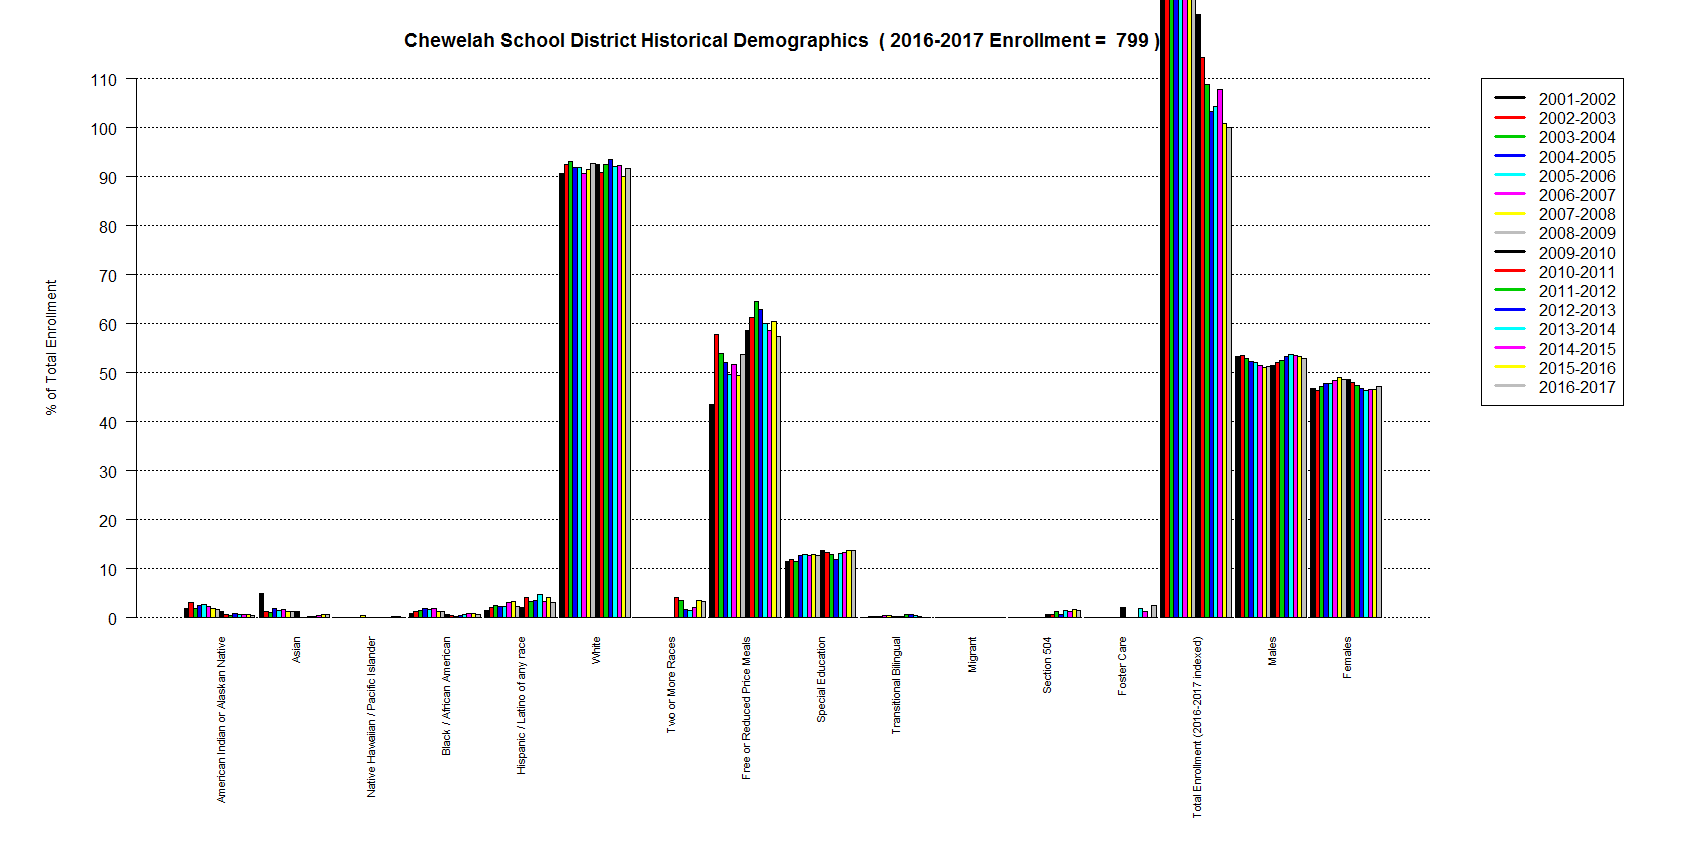 Chewelah School District Historical Demographics ( 2016-2017 Enrollment = 799 )
% of Total Enrollment
110
100
90
80
70
60
50
40
30
20
10
0
American Indian or Alaskan Native
Asian
Native Hawaiian / Pacific Islander
Black / African American
Hispanic / Latino of any race
White
Two or More Races
Free or Reduced Price Meals
Special Education
Transitional Bilingual
Migrant
Section 504
Foster Care
Total Enrollment (2016-2017 indexed)
Males
Females
2001-2002
2002-2003
2003-2004
2004-2005
2005-2006
2006-2007
2007-2008
2008-2009
2009-2010
2010-2011
2011-2012
2012-2013
2013-2014
2014-2015
2015-2016
2016-2017